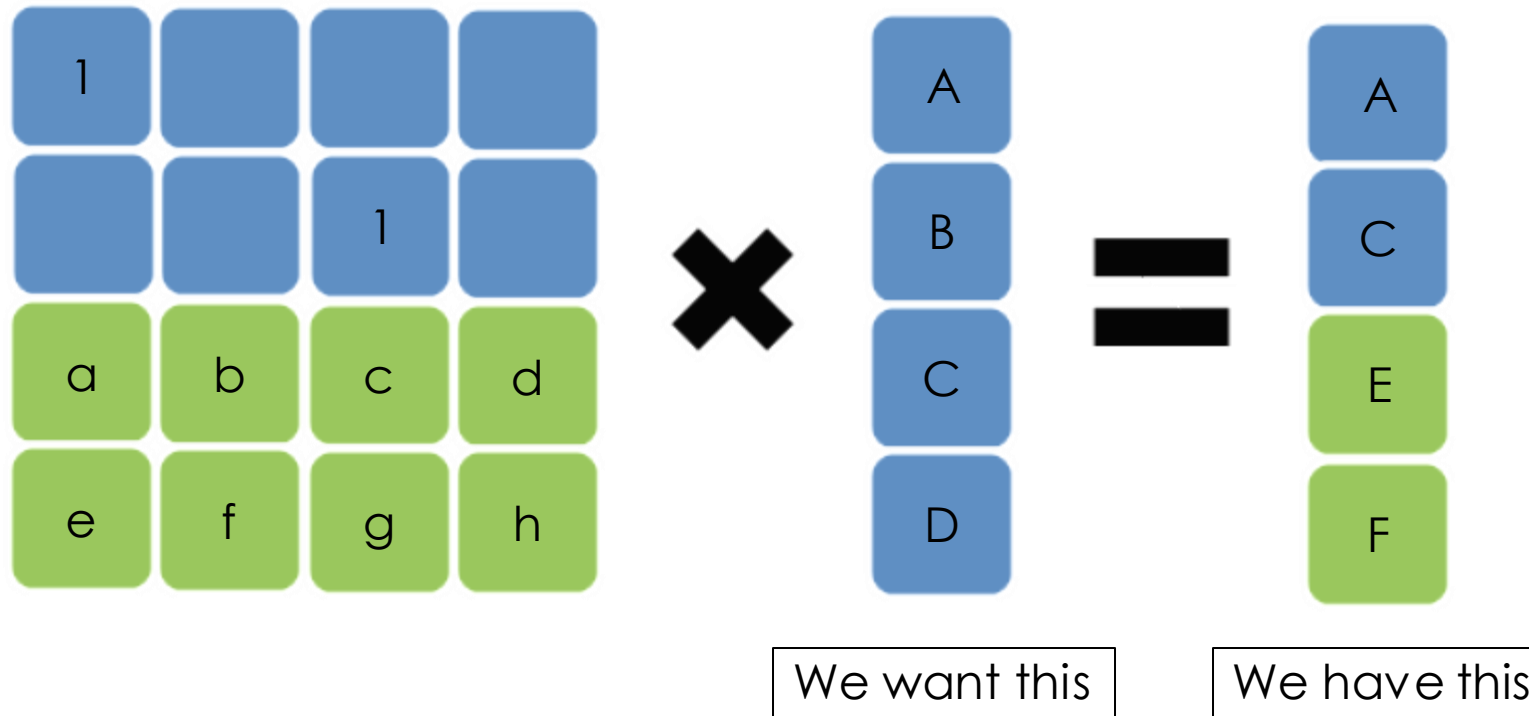 1 A A
1 B C
a b c d C E
e f g h D F
We want this We have this